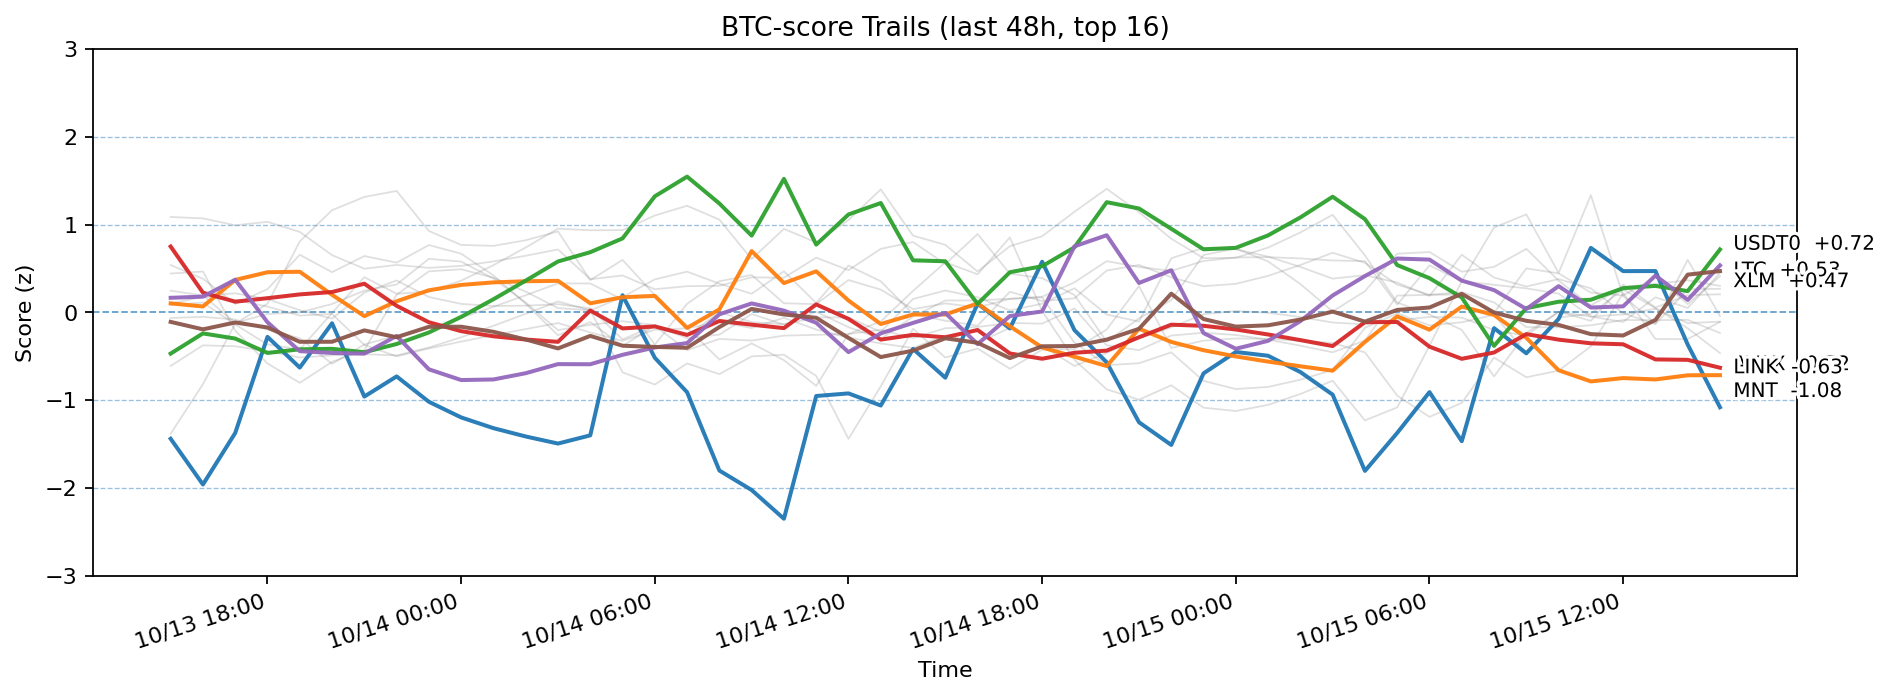 BTC-score Trails (last 48h, top 16)
Score (z)
3
2
1
0
−1
−2
−3
USDT0 +0.72
LTC +0.53
XLM +0.47
LINK -0.63
MNT -1.08
10/13 18:00
10/14 00:00
10/14 06:00
10/14 12:00
10/14 18:00
10/15 00:00
10/15 06:00
10/15 12:00
Time